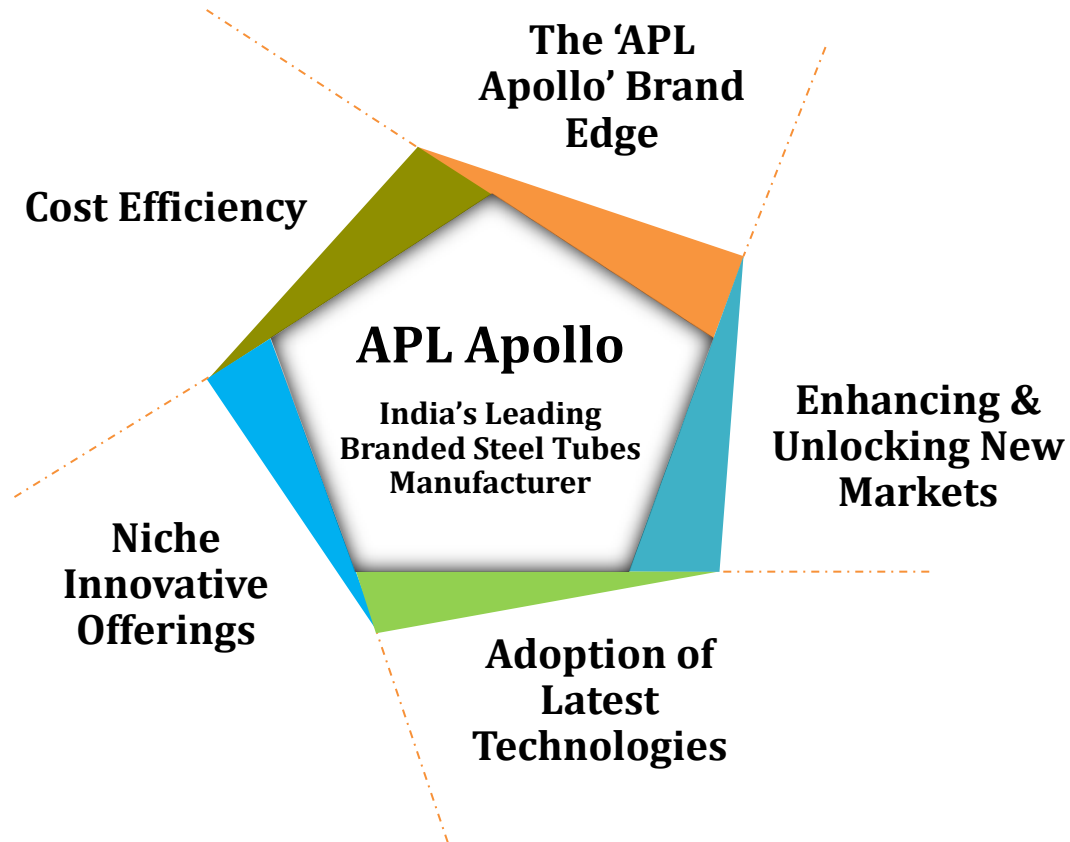 The ‘APL
Apollo’ Brand
Edge
Cost Efficiency
APL Apollo
India’s Leading
Branded Steel Tubes
Manufacturer
Enhancing &
Unlocking New
Markets
Niche
Innovative
Offerings
Adoption of
Latest
Technologies